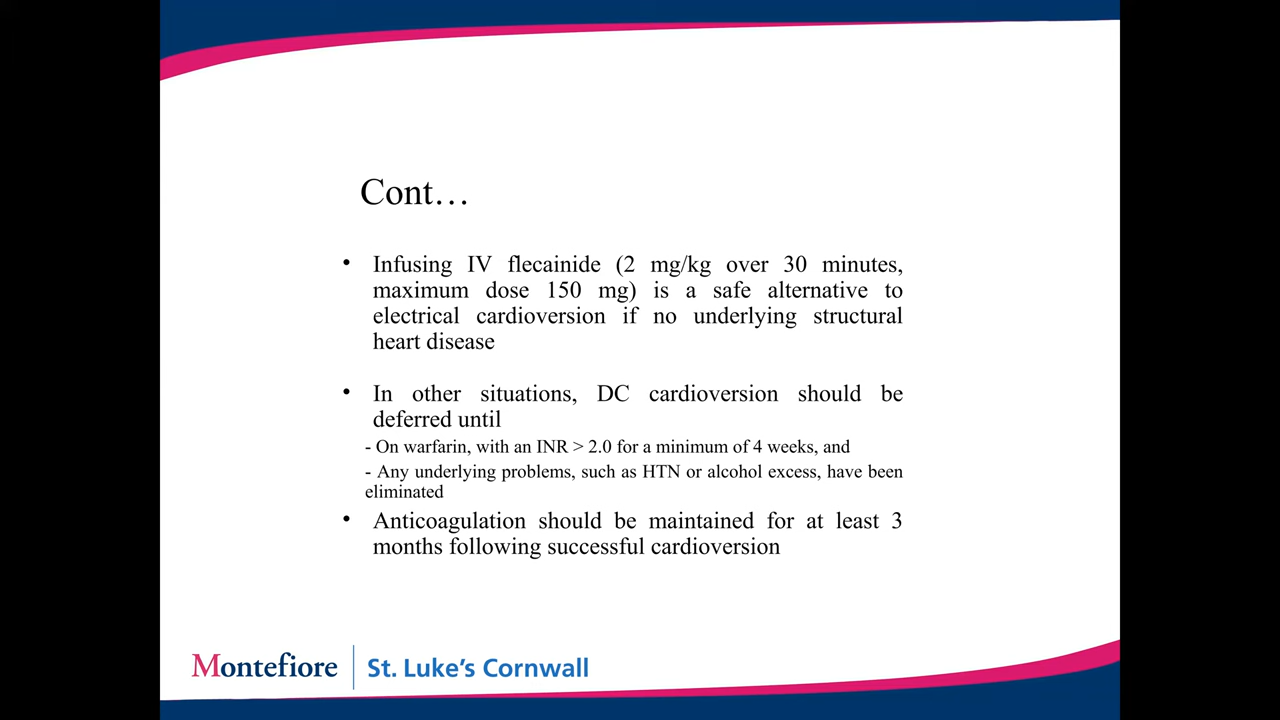 Cont…
• Infusing IV flecainide (2 mg/kg over 30 minutes,
maximum dose 150 mg) is a safe alternative to
electrical cardioversion if no underlying structural
heart disease
• In other situations, DC cardioversion should be
deferred until
- On warfarin, with an INR > 2.0 for a minimum of 4 weeks, and
- Any underlying problems, such as HTN or alcohol excess, have been
eliminated
• Anticoagulation should be maintained for at least 3
months following successful cardioversion
Montefiore | St. Luke's Cornwall